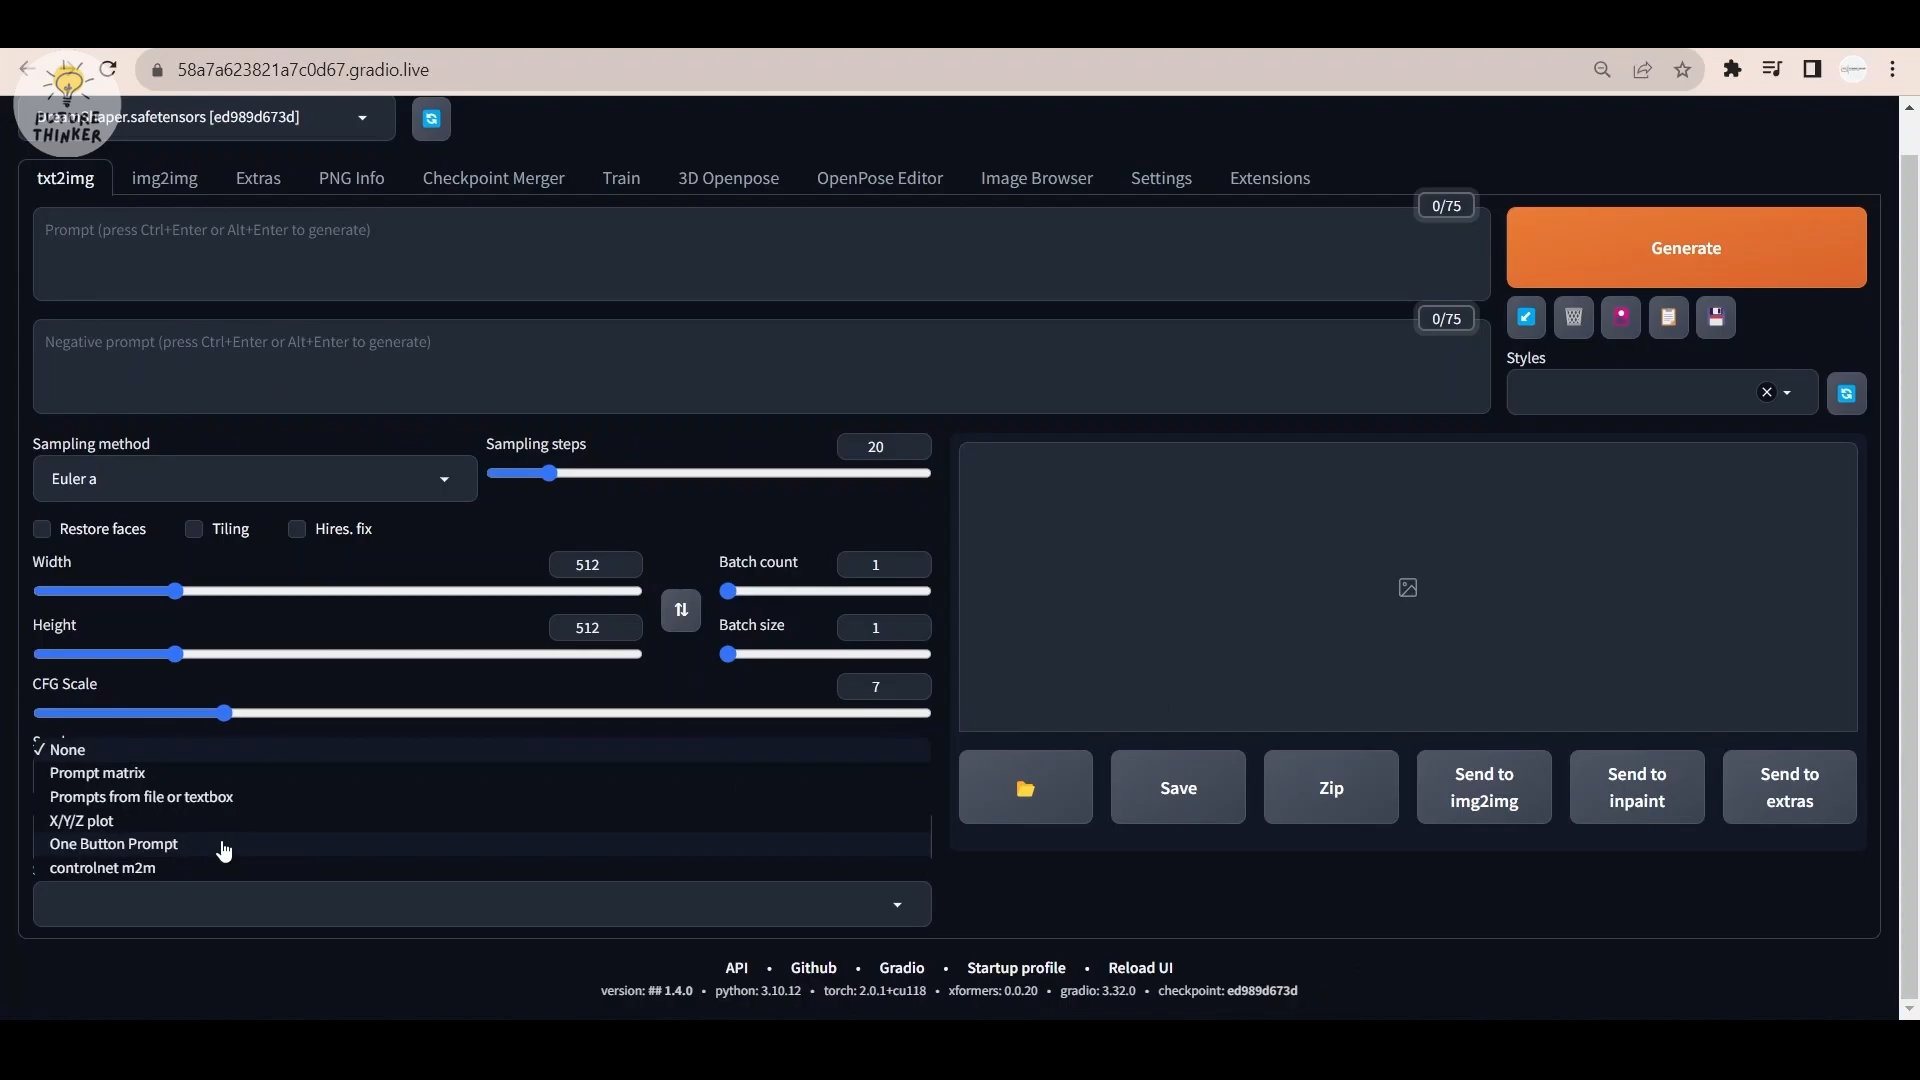 58a7a623821a7c0d67.gradio.live
FUTURE
THINKER
DreamShaper.safetensors [ed989d673d]
txt2img img2img Extras PNG Info Checkpoint Merger Train 3D Openpose OpenPose Editor Image Browser Settings Extensions
0/75
Prompt (press Ctrl+Enter or Alt+Enter to generate)
Generate
0/75
Negative prompt (press Ctrl+Enter or Alt+Enter to generate)
Styles
Sampling method
Euler a
Sampling steps
20
Restore faces Tiling Hires. fix
Width
512
Batch count
1
Height
512
Batch size
1
CFG Scale
7
✓ None
Prompt matrix
Prompts from file or textbox
X/Y/Z plot
One Button Prompt
controlnet m2m
Save
Zip
Send to
img2img
Send to
inpaint
Send to
extras
API • Github • Gradio • Startup profile • Reload UI
version: ## 1.4.0 • python: 3.10.12 • torch: 2.0.1+cu118 • xformers: 0.0.20 • gradio: 3.32.0 • checkpoint: ed989d673d